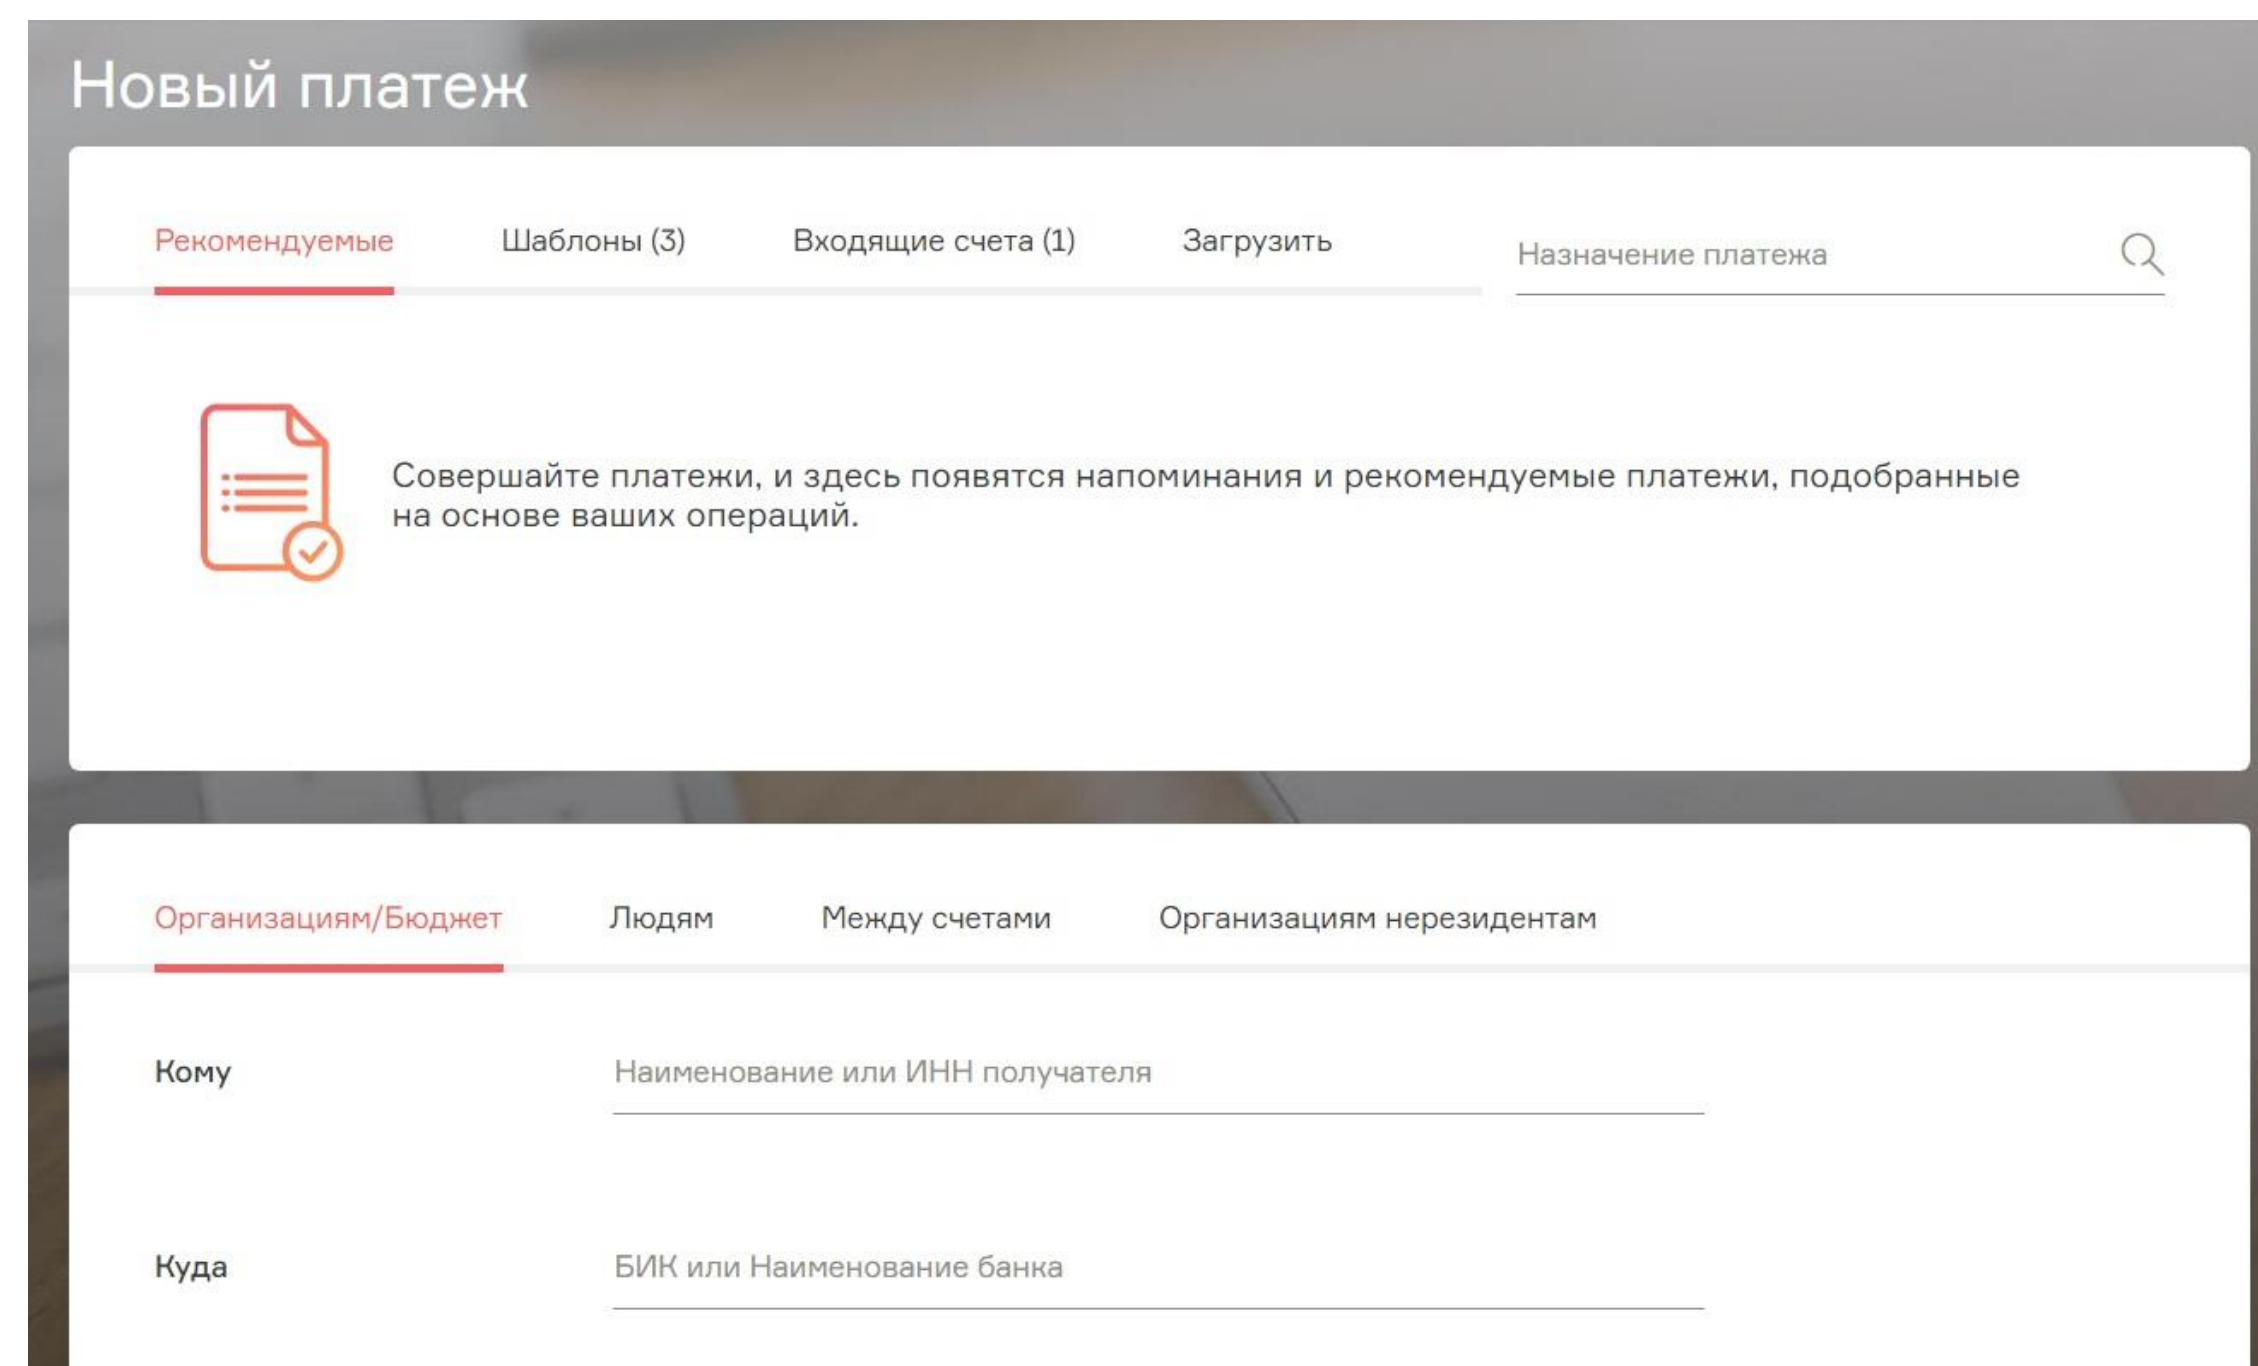 Новый платеж
Рекомендуемые Шаблоны (3) Входящие счета (1) Загрузить Назначение платежа
Совершайте платежи, и здесь появятся напоминания и рекомендуемые платежи, подобранные
на основе ваших операций.
Организациям/Бюджет Людям Между счетами Организациям нерезидентам
Кому Наименование или ИНН получателя
Куда БИК или Наименование банка